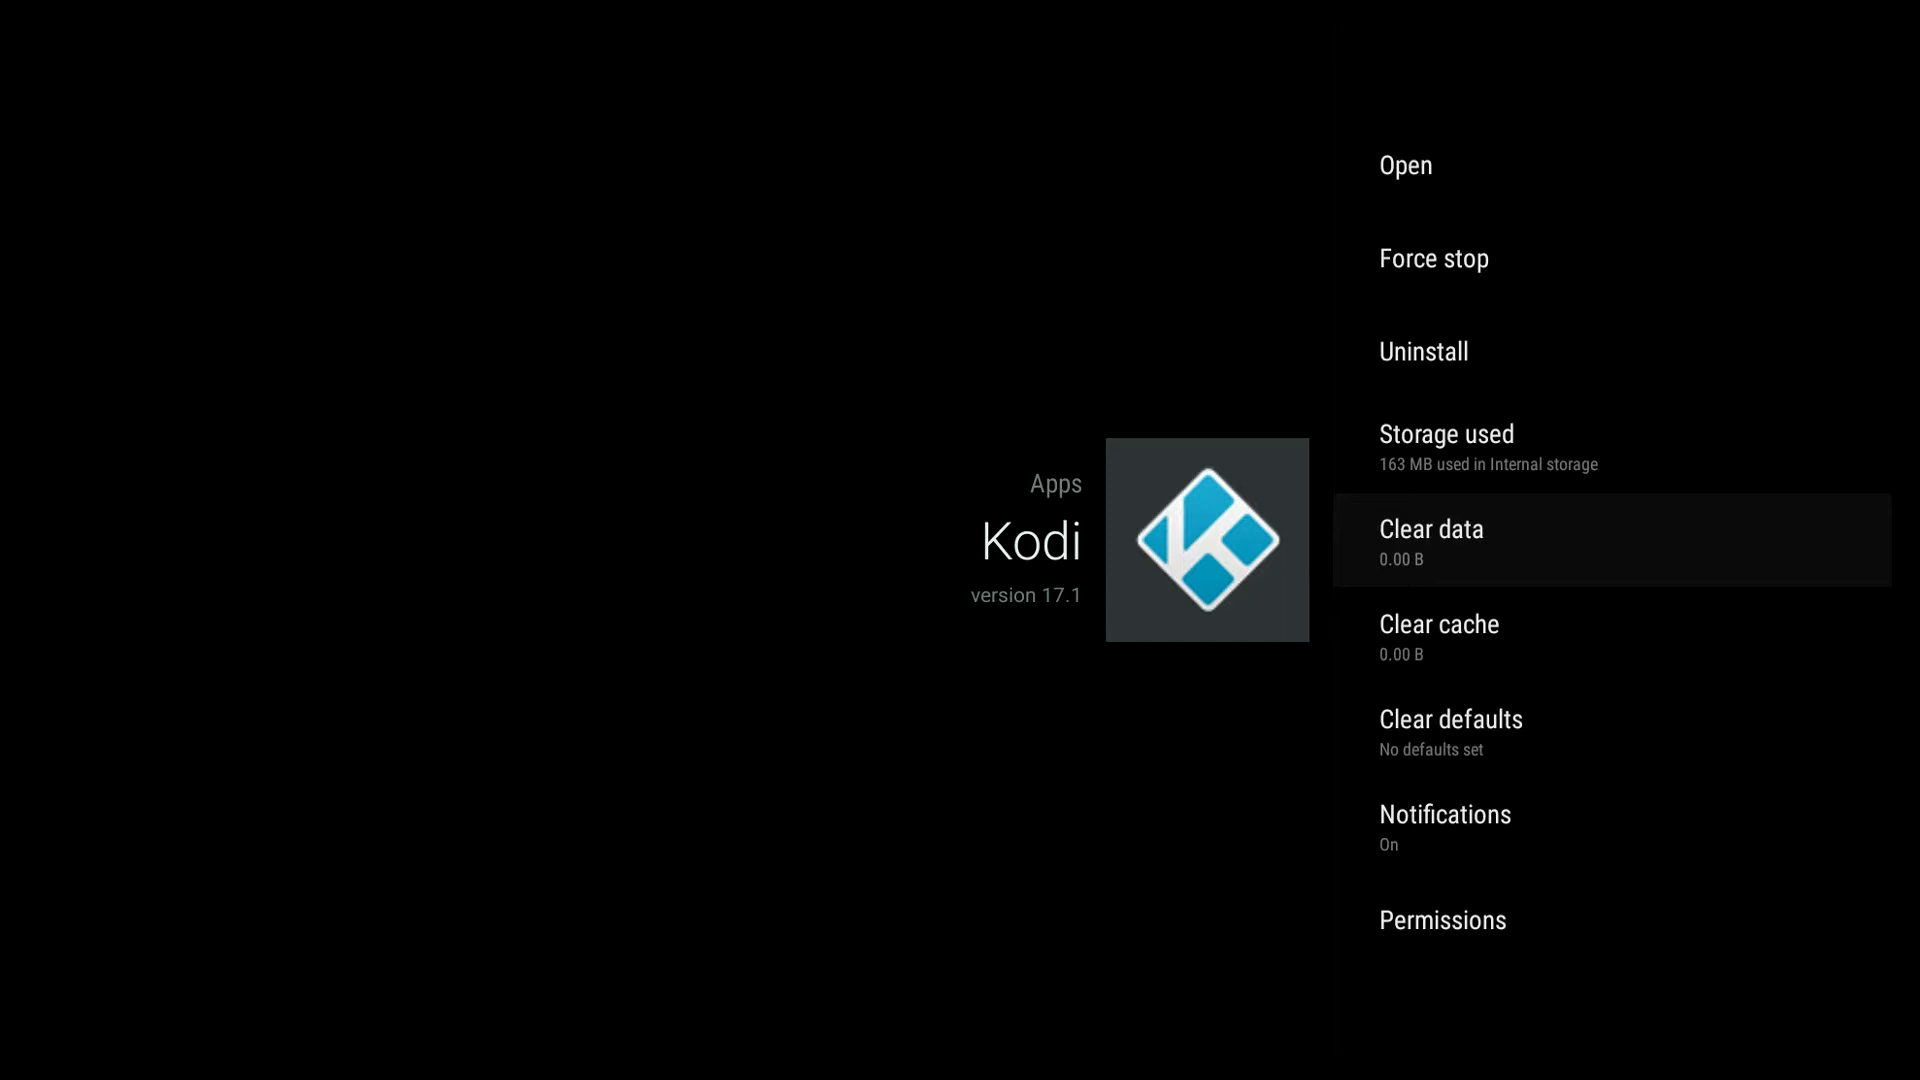 Apps
Kodi
version 17.1
Open
Force stop
Uninstall
Storage used
163 MB used in Internal storage
Clear data
0.00 B
Clear cache
0.00 B
Clear defaults
No defaults set
Notifications
On
Permissions